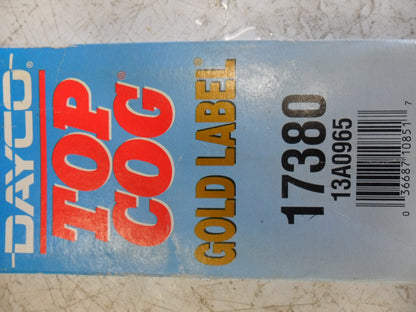 DAYCO®
TOP
COG®
GOLD LABEL®
17380
13A0965
0 36687 10851 7